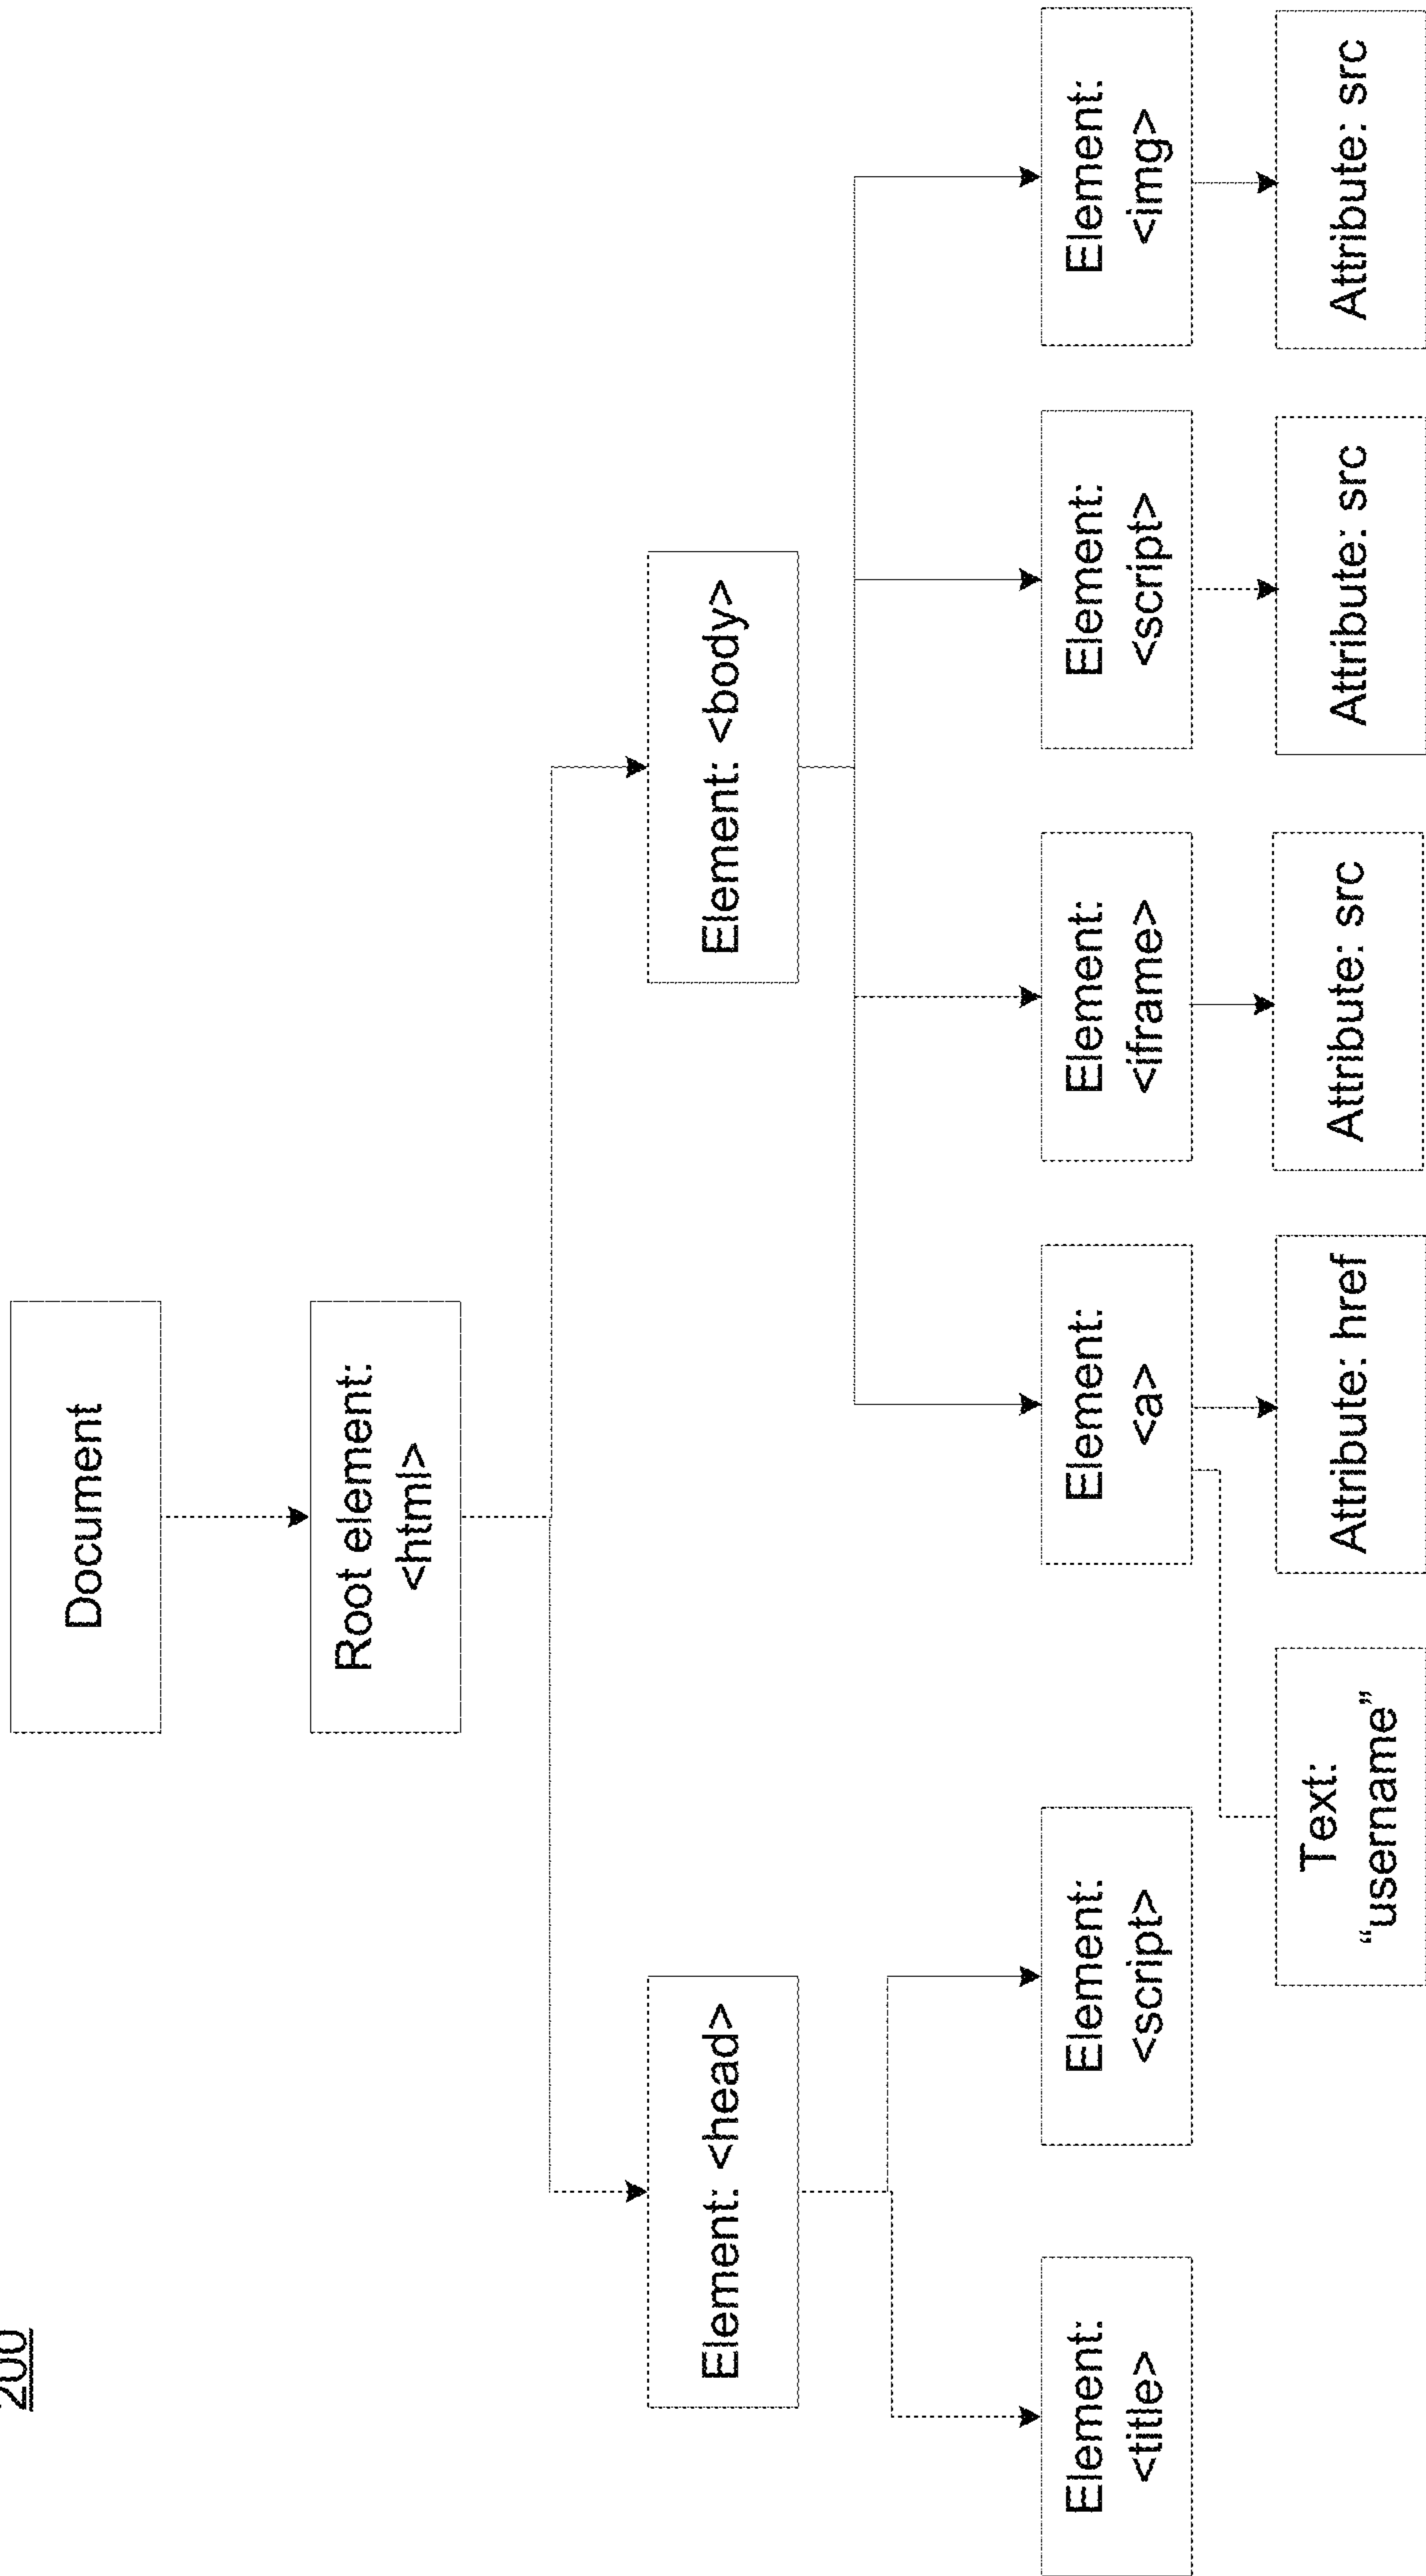 200
Document
Root element:
<html>
Element: <head>
Element: <body>
Element:
<title>
Element:
<script>
Element:
<a>
Element:
<iframe>
Element:
<script>
Element:
<img>
Text:
“username”
Attribute: href
Attribute: src
Attribute: src
Attribute: src